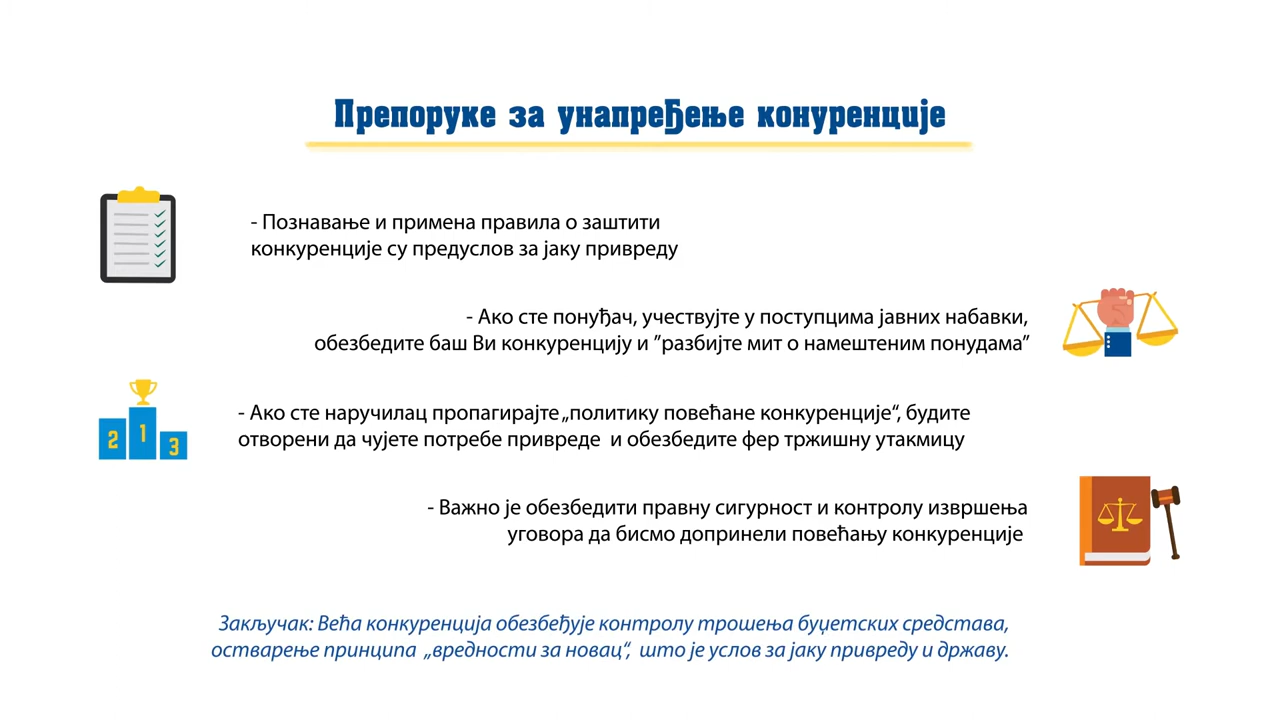 Препоруке за унапређење конуренције
- Познавање и примена правила о заштити
конкуренције су предуслов за јаку привреду
- Ако сте понуђач, учествујте у поступцима јавних набавки,
обезбедите баш Ви конкуренцију и ”разбијте мит о намештеним понудама”
- Ако сте наручилац пропагирајте „политику повећане конкуренције“, будите
отворени да чујете потребе привреде и обезбедите фер тржишну утакмицу
2 1 3
- Важно је обезбедити правну сигурност и контролу извршења
уговора да бисмо допринели повећању конкуренције
Закључак: Већа конкуренција обезбеђује контролу трошења буџетских средстава,
остварење принципа „вредности за новац“, што је услов за јаку привреду и државу.